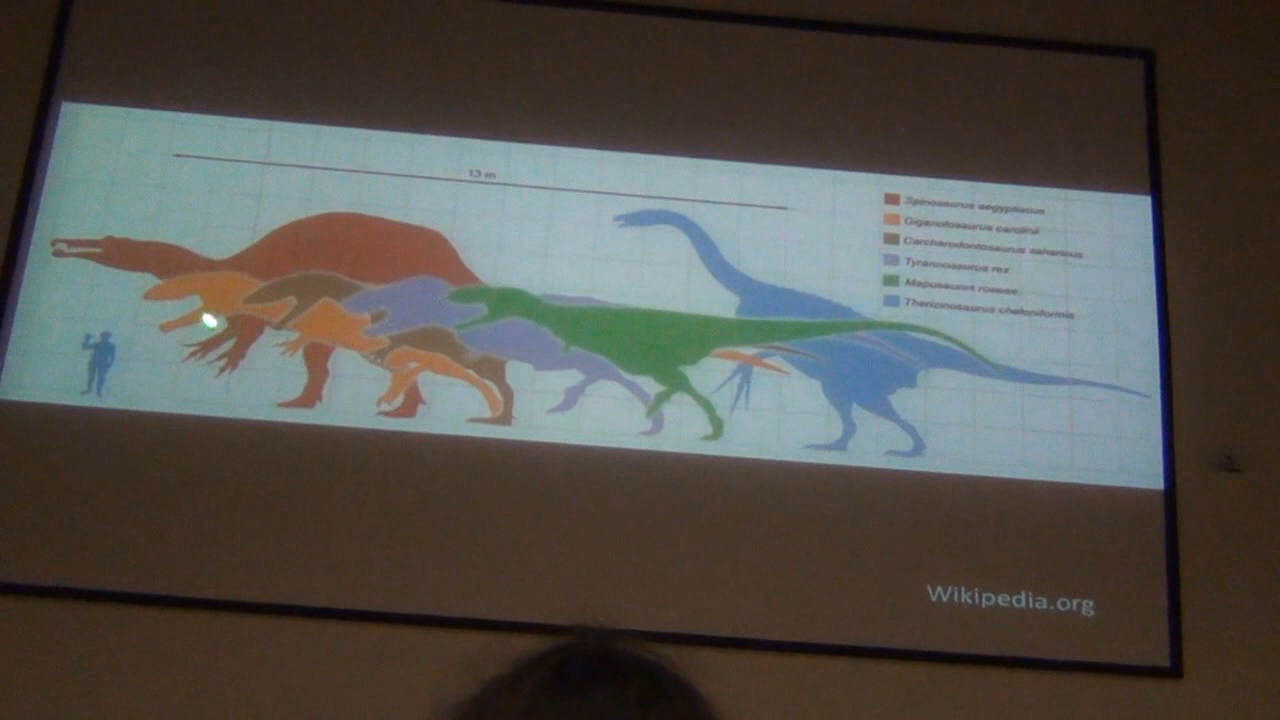 13 m
Spinosaurus aegyptiacus
Giganotosaurus carolinii
Carcharodontosaurus saharicus
Tyrannosaurus rex
Mapusaurus roseae
Therizinosaurus cheloniformis
Wikipedia.org